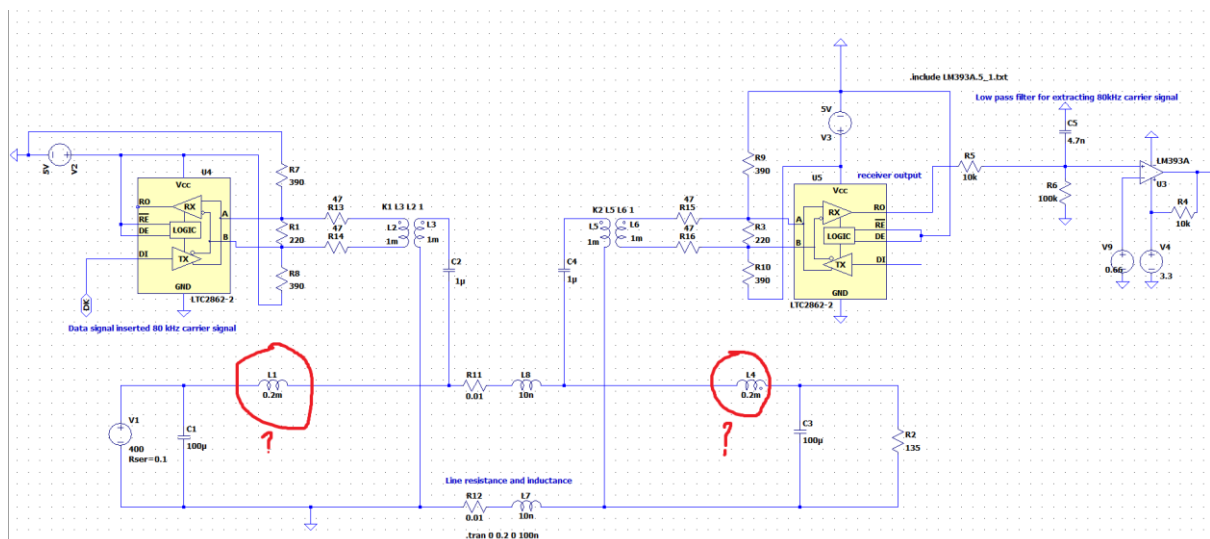 .include LM393A.5_1.txt
Low pass filter for extracting 80kHz carrier signal
5V
V3
C5
4.7n
5V
V2
R7
390
U4
Vcc
RO
RX
RE
DE
LOGIC
DI
TX
A
B
GND
LTC2862-2
R1
220
R8
390
47
R13
47
R14
K1 L3 L2 1
L2
1m
L3
1m
C2
1µ
K2 L5 L6 1
L5
1m
L6
1m
C4
1µ
47
R15
47
R16
R9
390
R3
220
R10
390
U5
receiver output
Vcc
A
B
RX
RO
RE
DE
LOGIC
TX
DI
GND
LTC2862-2
R5
10k
R6
100k
LM393A
U3
R4
10k
V9
0.66
V4
3.3
DK
Data signal inserted 80 kHz carrier signal
V1
400
Rser=0.1
C1
100µ
L1
0.2m
?
R11
0.01
L8
10n
L4
0.2m
?
C3
100µ
R2
135
Line resistance and inductance
R12
0.01
L7
10n
.tran 0 0.2 0 100n